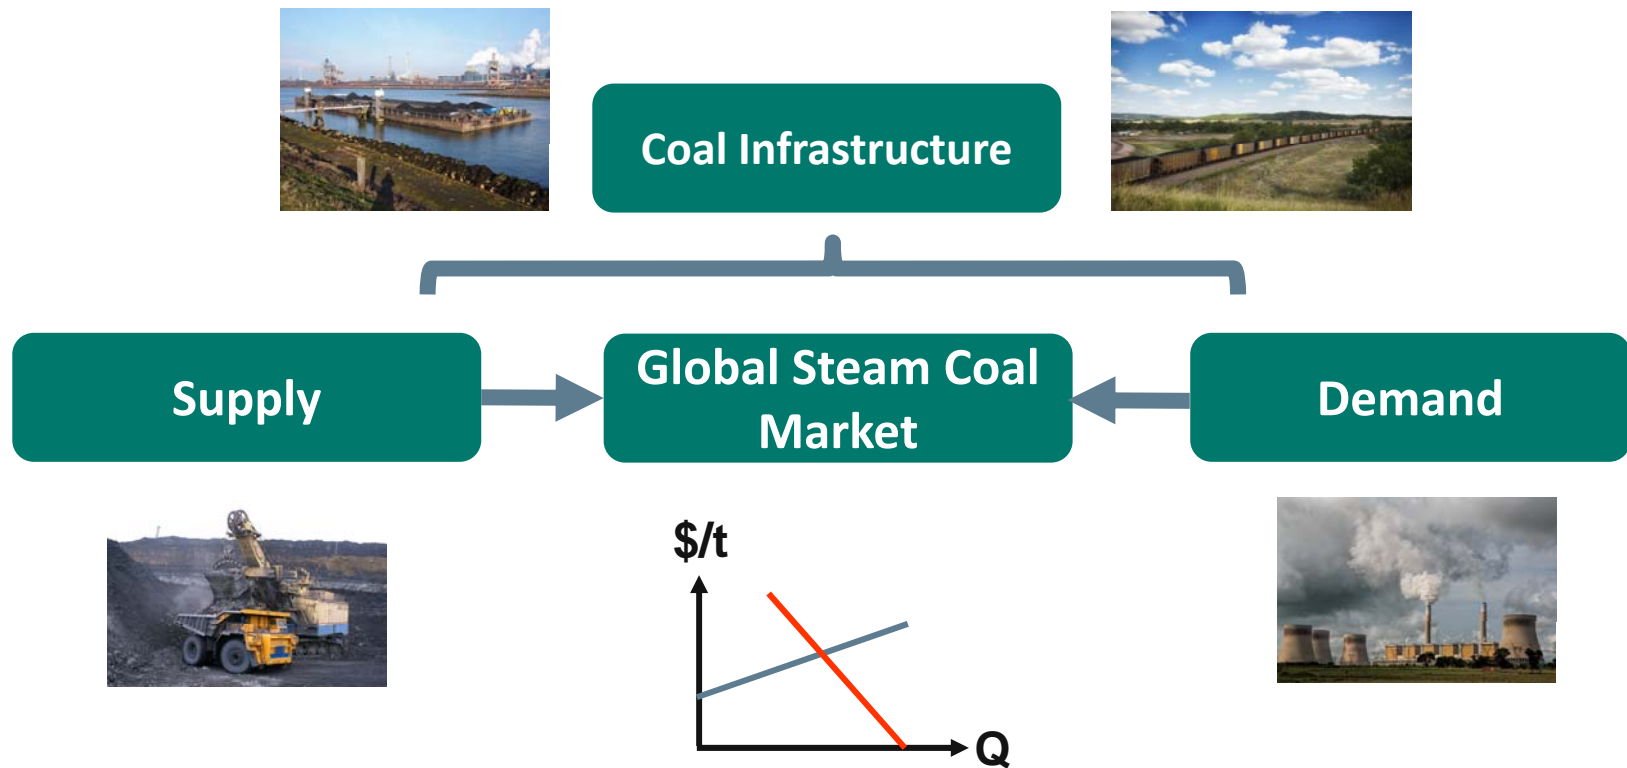 Coal Infrastructure
Supply
Global Steam Coal
Market
Demand
$/t
Q